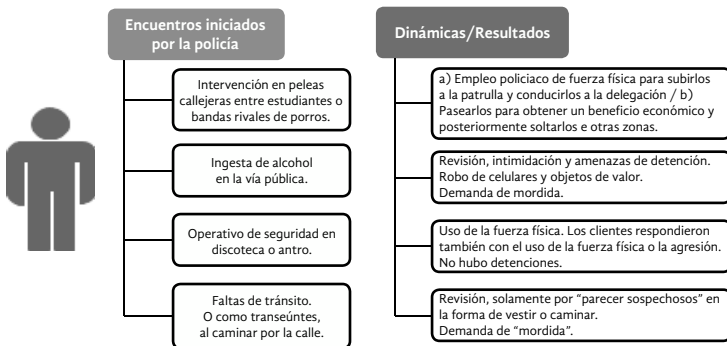 Encuentros iniciados
por la policía
Intervención en peleas
callejeras entre estudiantes o
bandas rivales de porros.
Ingesta de alcohol
en la vía pública.
Operativo de seguridad en
discoteca o antro.
Faltas de tránsito.
O como transeúntes,
al caminar por la calle.
Dinámicas/Resultados
a) Empleo policiaco de fuerza física para subirlos
a la patrulla y conducirlos a la delegación / b)
Pasearlos para obtener un beneficio económico y
posteriormente soltarlos e otras zonas.
Revisión, intimidación y amenazas de detención.
Robo de celulares y objetos de valor.
Demanda de mordida.
Uso de la fuerza física. Los clientes respondieron
también con el uso de la fuerza física o la agresión.
No hubo detenciones.
Revisión, solamente por “parecer sospechosos” en
la forma de vestir o caminar.
Demanda de “mordida”.